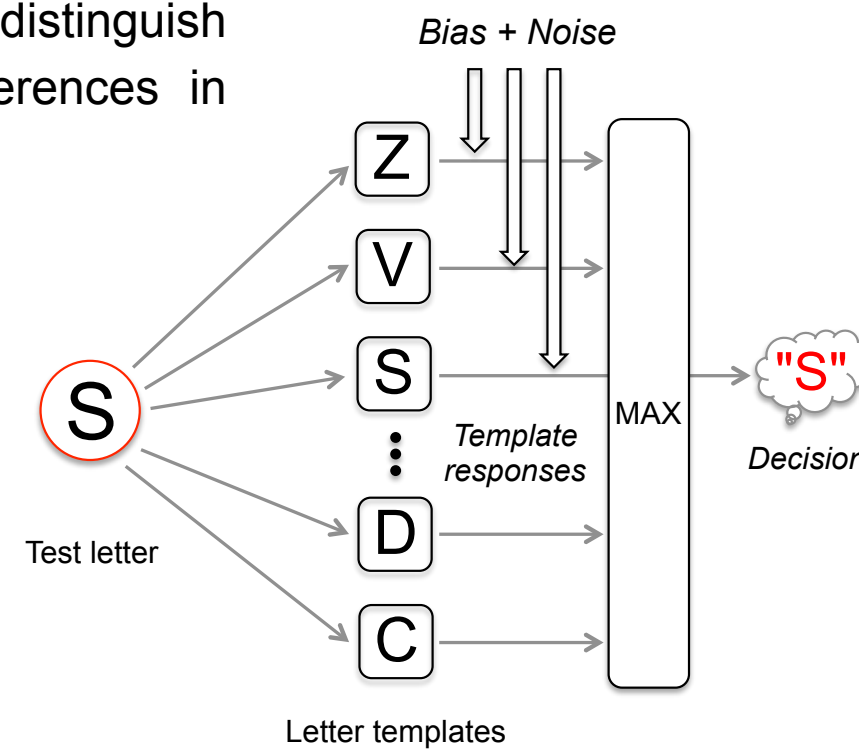 distinguish
erences in
Bias + Noise
Z
V
S
S
"S"
MAX
Template
responses
Decision
D
Test letter
C
Letter templates